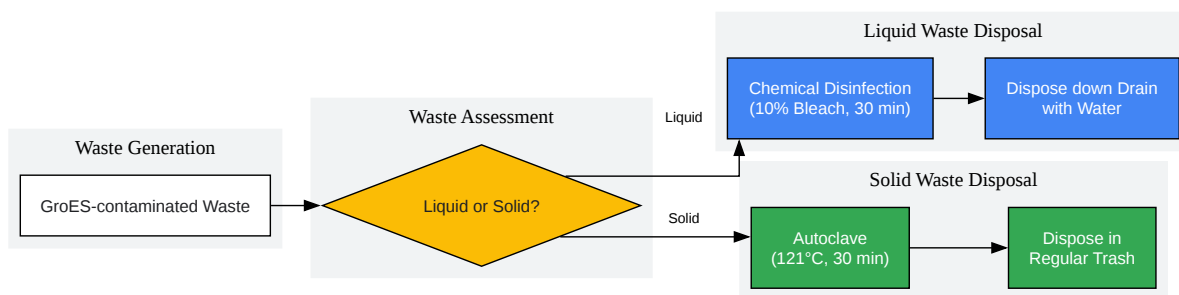 Waste Generation
GroES-contaminated Waste
Waste Assessment
Liquid or Solid?
Liquid
Solid
Liquid Waste Disposal
Chemical Disinfection
(10% Bleach, 30 min)
Dispose down Drain
with Water
Solid Waste Disposal
Autoclave
(121°C, 30 min)
Dispose in
Regular Trash